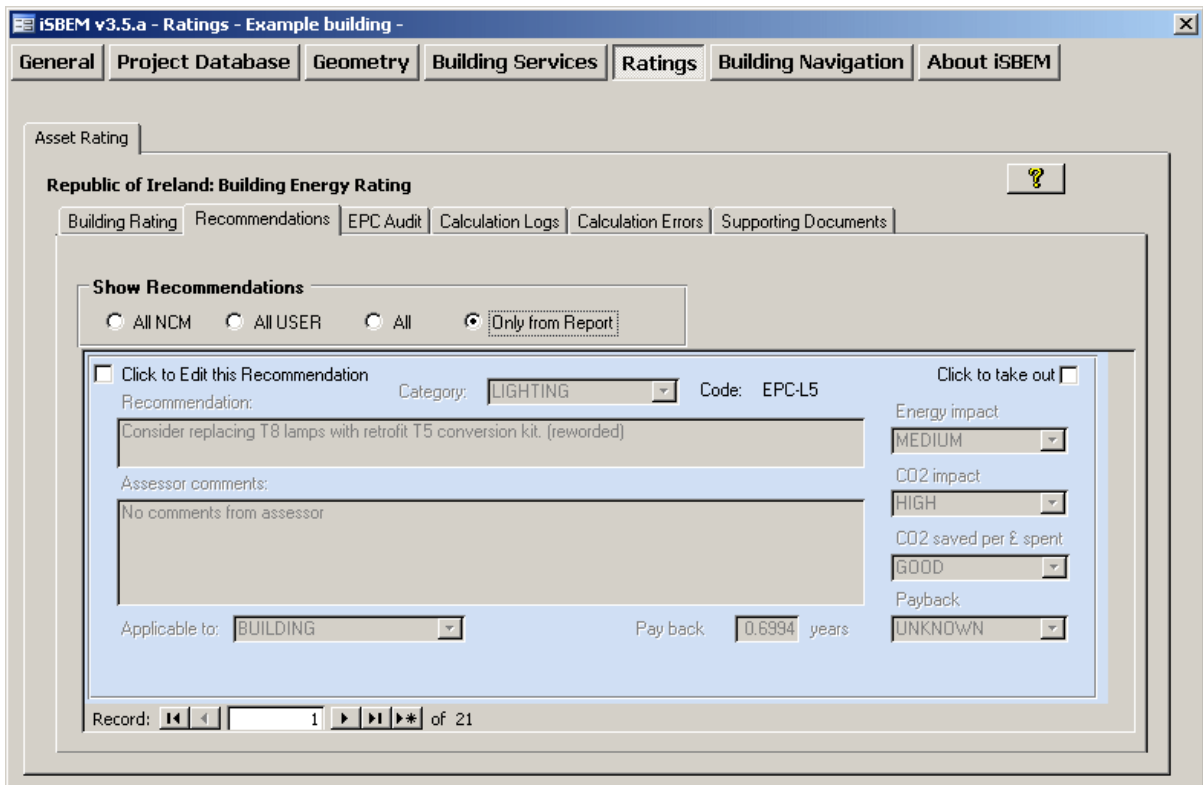 iSBEM v3.5.a - Ratings - Example building -
General Project Database Geometry Building Services Ratings Building Navigation About iSBEM
Asset Rating
Republic of Ireland: Building Energy Rating
Building Rating Recommendations EPC Audit Calculation Logs Calculation Errors Supporting Documents
Show Recommendations
All NCM All USER All Only from Report
Click to Edit this Recommendation
Category: LIGHTING Code: EPC-L5
Click to take out
Recommendation:
Consider replacing T8 lamps with retrofit T5 conversion kit. (reworded)
Energy impact
MEDIUM
Assessor comments:
No comments from assessor
CO2 impact
HIGH
CO2 saved per £ spent
GOOD
Payback
UNKNOWN
Applicable to: BUILDING Pay back 0.6994 years
Record: 1 of 21